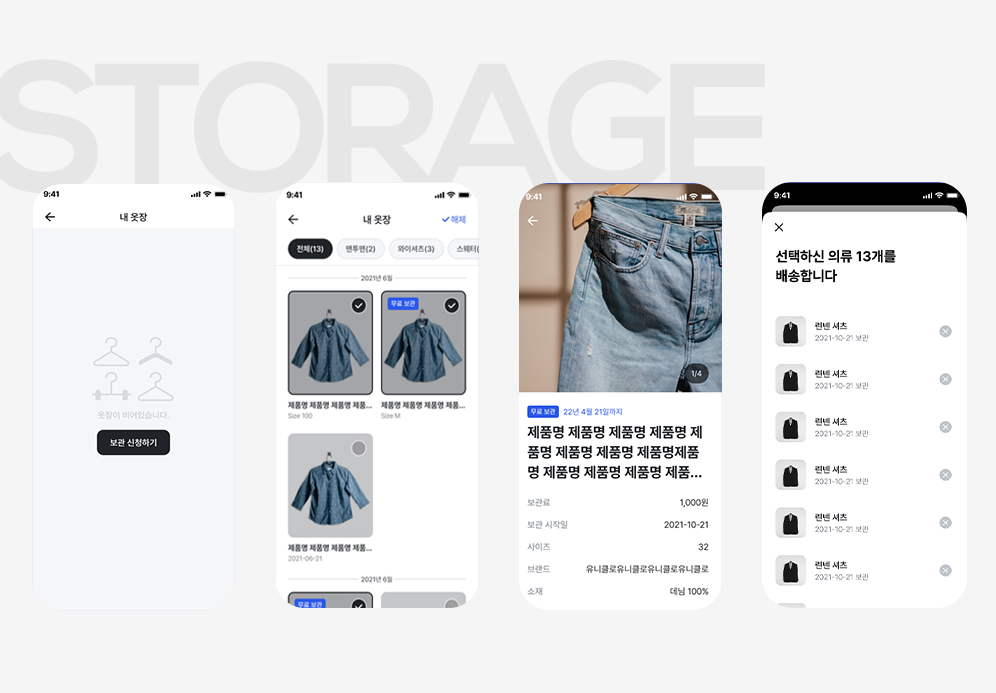 STORAGE
9:41
내 옷장
옷장이 비어있습니다.
보관 신청하기
9:41
내 옷장
해제
전체(13)
맨투맨(2)
와이셔츠(3)
스웨터(
2021년 6월
무료 보관
제품명 제품명 제품명 제품...
Size 100
제품명 제품명 제품명 제품...
Size M
제품명 제품명 제품명 제품...
2021-06-21
2021년 6월
무료 보관
9:41
1/4
무료 보관 22년 4월 21일까지
제품명 제품명 제품명 제품명 제
품명 제품명 제품명 제품명제품
명 제품명 제품명 제품명 제품...
보관료 1,000원
보관 시작일 2021-10-21
사이즈 32
브랜드 유니클로유니클로유니클로유니클로
소재 데님 100%
9:41
선택하신 의류 13개를
배송합니다
린넨 셔츠
2021-10-21 보관
린넨 셔츠
2021-10-21 보관
린넨 셔츠
2021-10-21 보관
린넨 셔츠
2021-10-21 보관
린넨 셔츠
2021-10-21 보관
린넨 셔츠
2021-10-21 보관